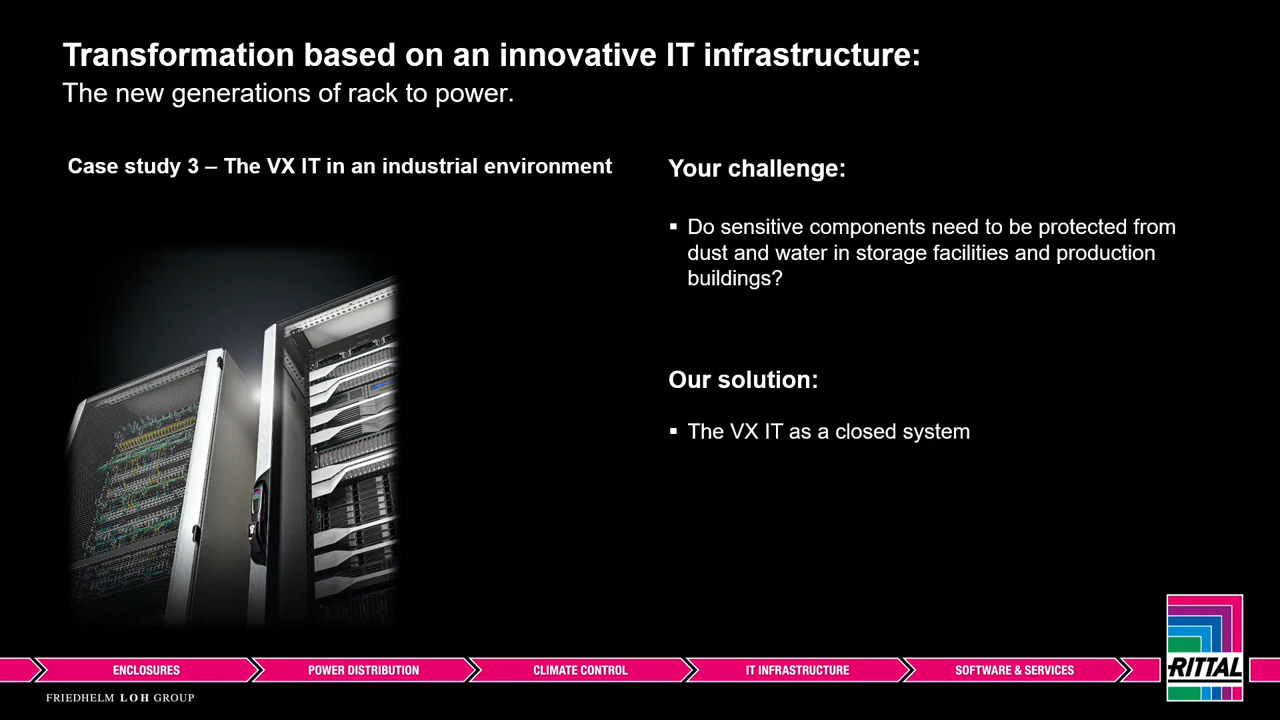 Transformation based on an innovative IT infrastructure:
The new generations of rack to power.
Case study 3 – The VX IT in an industrial environment
Your challenge:
▪ Do sensitive components need to be protected from
dust and water in storage facilities and production
buildings?
Our solution:
▪ The VX IT as a closed system
ENCLOSURES
POWER DISTRIBUTION
CLIMATE CONTROL
IT INFRASTRUCTURE
SOFTWARE & SERVICES
RITTAL
FRIEDHELM LOH GROUP